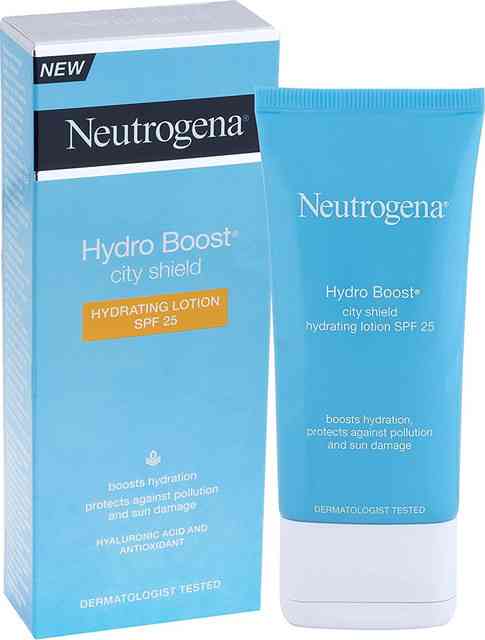 NEW
Neutrogena®
Hydro Boost®
city shield
HYDRATING LOTION
SPF 25
boosts hydration
protects against pollution
and sun damage
HYALURONIC ACID AND
ANTIOXIDANT
DERMATOLOGIST TESTED
Neutrogena®
Hydro Boost®
city shield
hydrating lotion SPF 25
boosts hydration,
protects against pollution
and sun damage
DERMATOLOGIST TESTED